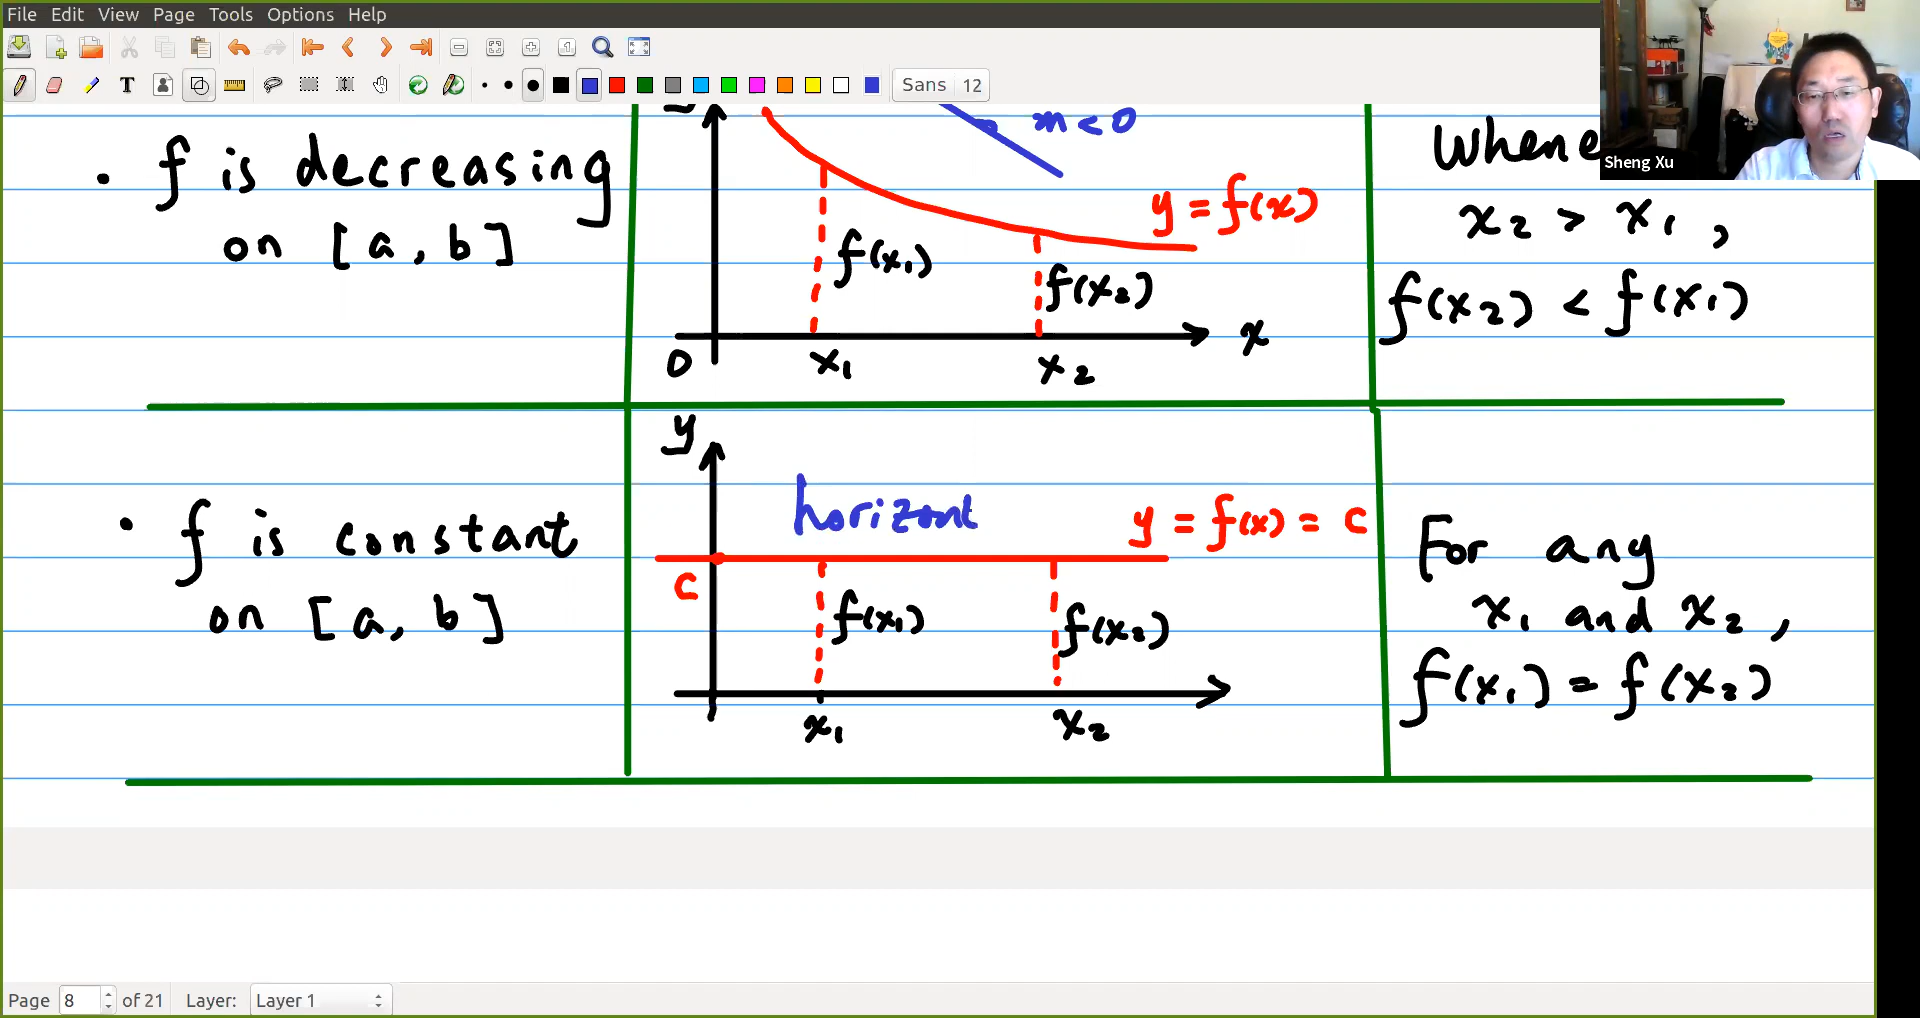 File Edit View Page Tools Options Help
Sans 12
Sheng Xu
• f is decreasing
on [a, b]
m < 0
y = f(x)
f(x₁)
f(x₂)
0
x₁
x₂
x
Whene
x₂ > x₁,
f(x₂) < f(x₁)
• f is constant
on [a, b]
y
horizont
y = f(x) = c
c
f(x₁)
f(x₂)
x₁
x₂
For any
x₁ and x₂,
f(x₁) = f(x₂)
Page 8 of 21 Layer: Layer 1